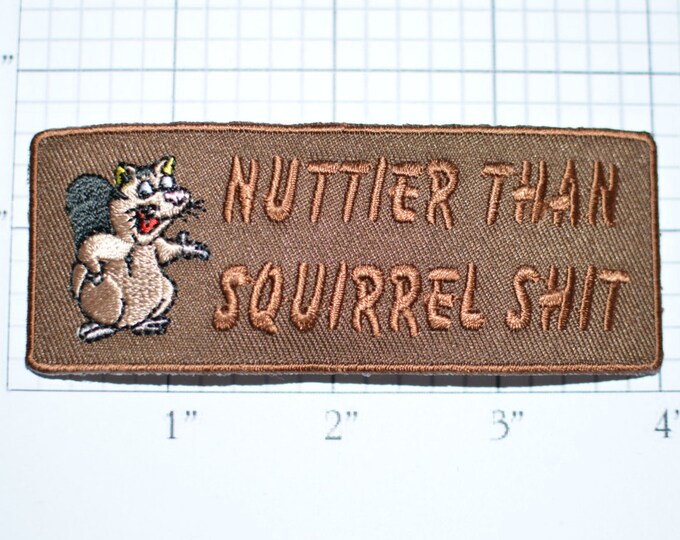 NUTTIER THAN
SQUIRREL SHIT
"
"
1" 2" 3" 4"